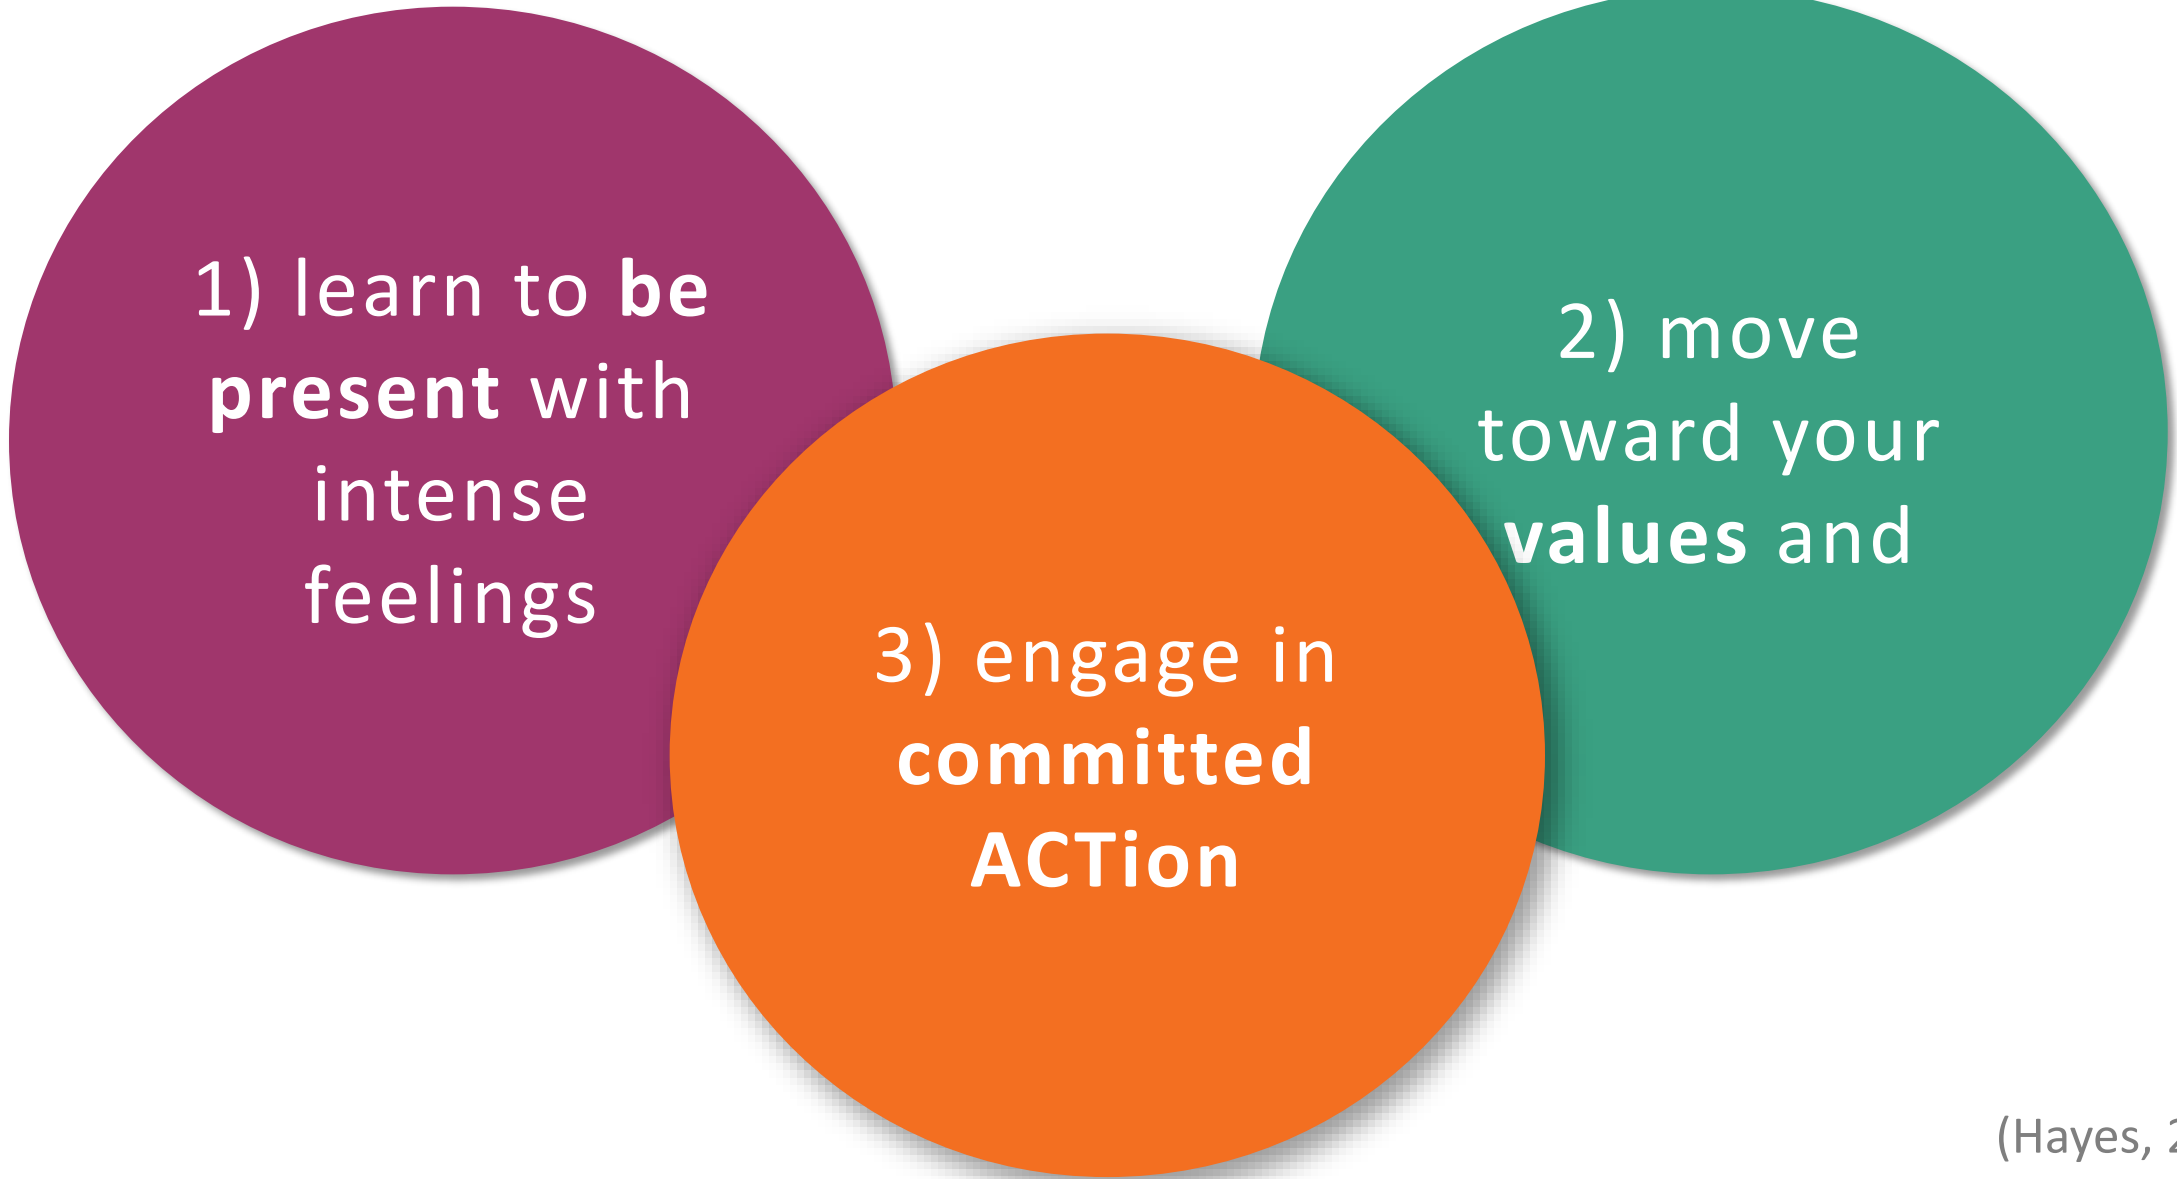 1) learn to be
present with
intense
feelings
2) move
toward your
values and
3) engage in
committed
ACTion
(Hayes,